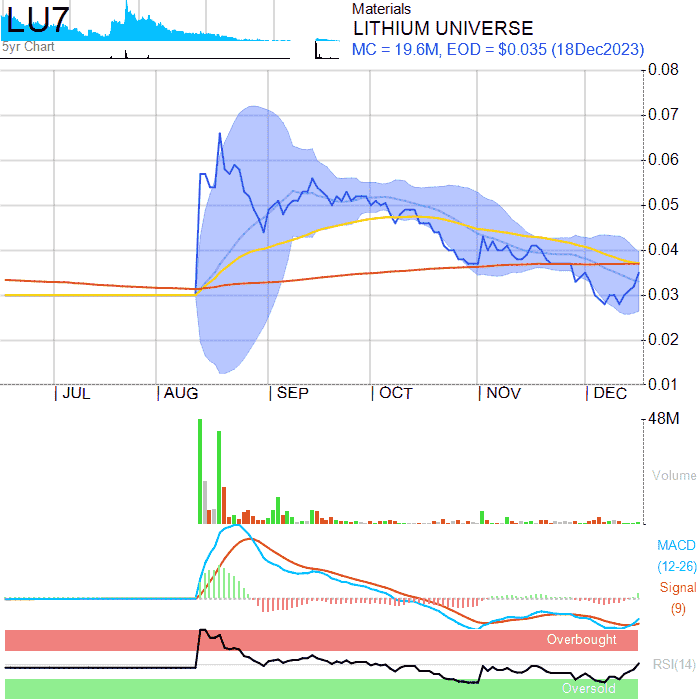 LU7
5yr Chart
Materials
LITHIUM UNIVERSE
MC = 19.6M, EOD = $0.035 (18Dec2023)
0.08
0.07
0.06
0.05
0.04
0.03
0.02
0.01
JUL AUG SEP OCT NOV DEC
48M
Volume
MACD
(12-26)
Signal
(9)
Overbought
RSI(14)
Oversold